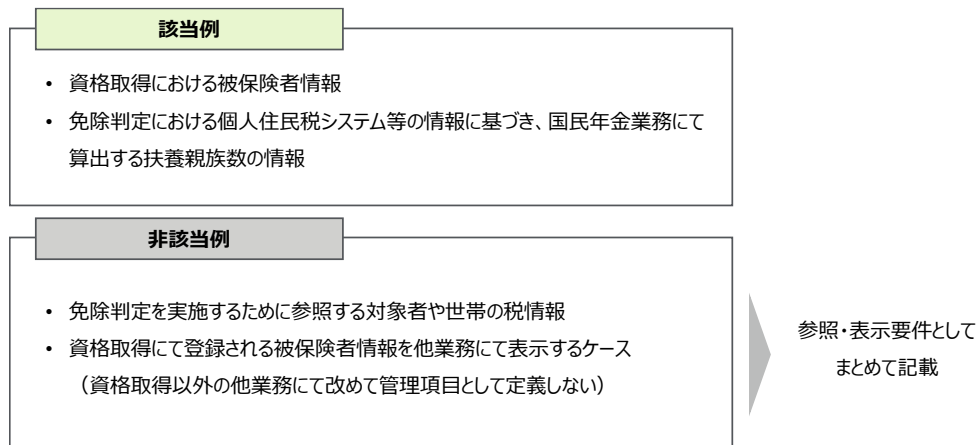 該当例
• 資格取得における被保険者情報
• 免除判定における個人住民税システム等の情報に基づき、国民年金業務にて
算出する扶養親族数の情報
非該当例
• 免除判定を実施するために参照する対象者や世帯の税情報
• 資格取得にて登録される被保険者情報を他業務にて表示するケース
（資格取得以外の他業務にて改めて管理項目として定義しない）
参照・表示要件として
まとめて記載